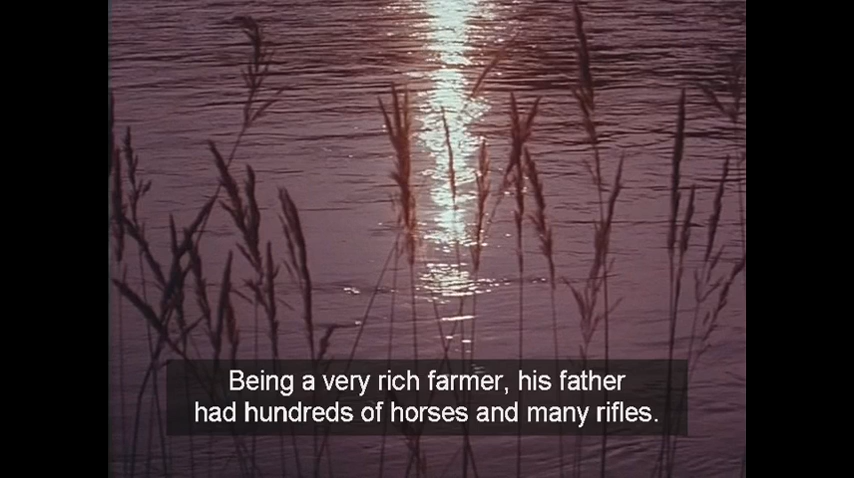 Being a very rich farmer, his father
had hundreds of horses and many rifles.